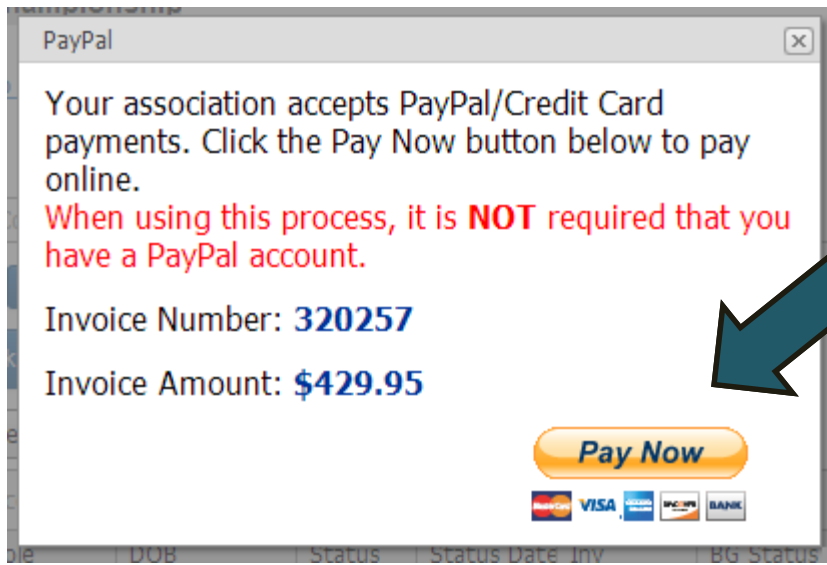 PayPal
Your association accepts PayPal/Credit Card
payments. Click the Pay Now button below to pay
online.
When using this process, it is NOT required that you
have a PayPal account.
Invoice Number: 320257
Invoice Amount: $429.95
Pay Now
MasterCard VISA BANK
DOB Status Status Date Inv BG Status